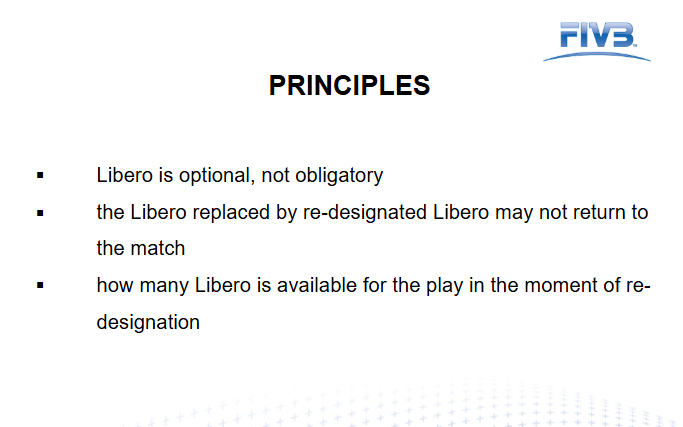 FIVB
PRINCIPLES
▪ Libero is optional, not obligatory
▪ the Libero replaced by re-designated Libero may not return to
the match
▪ how many Libero is available for the play in the moment of re-
designation